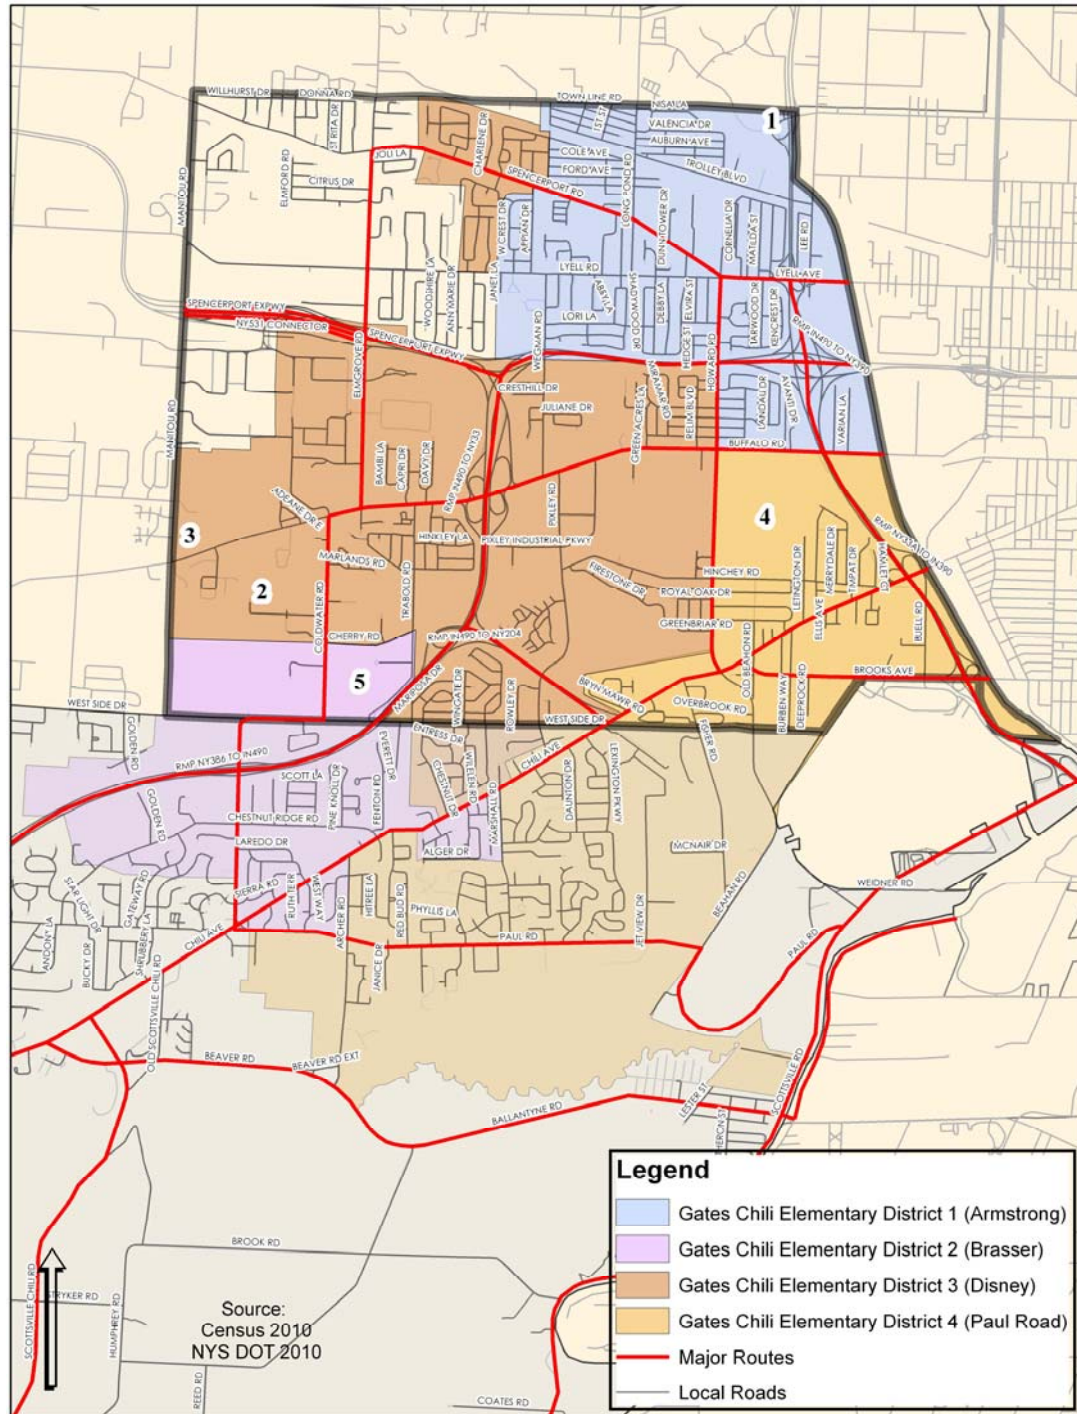 WILLHURST DR
DONNA RD
TOWN LINE RD
NISA LA
1
1ST ST
VALENCIA DR
AUBURN AVE
ST RITA DR
CHARLENE DR
JOLI LA
COLE AVE
FORD AVE
TROLLEY BLVD
ELMFORD RD
CITRUS DR
SPENCERPORT RD
LONG POND RD
MANITOU RD
W CREST DR
APPIAN DR
DUNN TOWER DR
CORNELIA DR
MATILDA ST
LEE RD
JANET LA
LYELL RD
LYELL AVE
WOODSHIRE LA
ANN MARIE DR
ABBY LA
SHADYWOOD DR
DEBBY LA
ELVIRA ST
TARWOOD DR
KENCREST DR
SPENCERPORT EXPWY
NYS31 CONNECTOR
LORI LA
SPENCERPORT EXPWY
WEGMAN RD
HEDGE ST
HOWARD RD
RMP IN490 TO NY390
ELMGROVE RD
CRESTHILL DR
MIRAMAR RD
GREEN ACRES LA
RELIM BLVD
LANDAU DR
AVANTI DR
VARIAN LA
JULIANE DR
MANITOU RD
BUFFALO RD
BAMBI LA
CAPRI DR
DAVY DR
RMP IN490 TO NY33
PIXLEY RD
ADEANE DR E
4
3
HINKLEY LA
PIXLEY INDUSTRIAL PKWY
RMP NY33A TO IN390
MARLANDS RD
TRABOLD RD
FIRESTONE DR
HINCHEY RD
ROYAL OAK DR
LETINGTON DR
MERRYDALE DR
TMPAT DR
HAMLET CT
2
COLDWATER RD
GREENBRIAR RD
ELLIS AVE
BUELL RD
CHERRY RD
RMP IN490 TO NY204
OLD BEAHON RD
BROOKS AVE
5
MARIPOSA DR
WINGATE DR
ROWLEY DR
BRYN MAWR RD
OVERBROOK RD
BURBEN WAY
DEEPROCK RD
WEST SIDE DR
WEST SIDE DR
GOLDEN RD
RMP NY386 TO IN490
EVERETT DR
ENTRESS DR
CHILI AVE
FISHER RD
SCOTT LA
PINE KNOLL DR
FENTON RD
CHESTNUT DR
WILELEN RD
MARSHALL RD
DAUNTON DR
LEXINGTON PKWY
GOLDEN RD
CHESTNUT RIDGE RD
LAREDO DR
ALGER DR
MCNAIR DR
STAR LIGHT DR
GATEWAY RD
SIERRA RD
RUTH TERR
WEST WAY
HITREE LA
RED BUD RD
BEAHAN RD
WEIDNER RD
ANDONY LA
BUCKY DR
SHRUBBERY LA
CHILI AVE
ARCHER RD
PHYLLIS LA
PAUL RD
JET VIEW DR
PAUL RD
JANICE DR
OLD SCOTTSVILLE CHILI RD
BEAVER RD
BEAVER RD EXT
BALLANTYNE RD
LESTER ST
SCOTTSVILLE RD
HERON ST
BROOK RD
SCOTTSVILLE CHILI RD
STRYKER RD
HUMPHREY RD
REED RD
COATES RD
Source:
Census 2010
NYS DOT 2010
Legend
Gates Chili Elementary District 1 (Armstrong)
Gates Chili Elementary District 2 (Brasser)
Gates Chili Elementary District 3 (Disney)
Gates Chili Elementary District 4 (Paul Road)
Major Routes
Local Roads